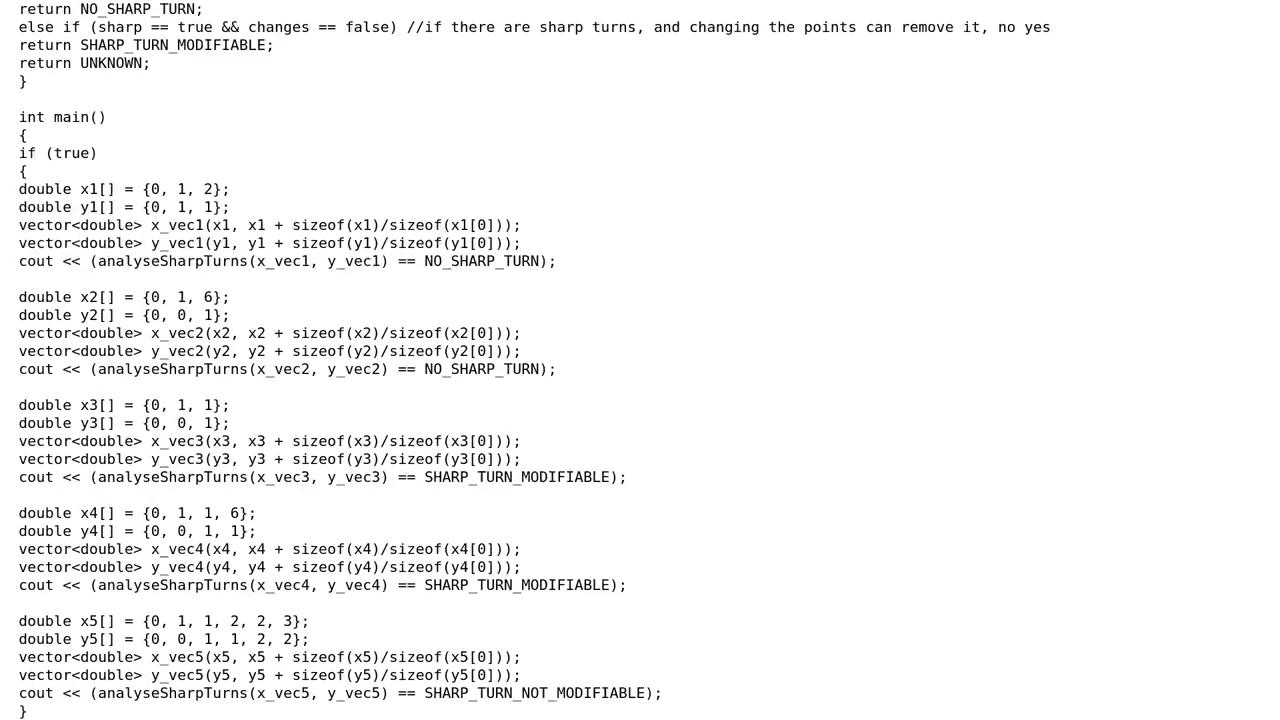 return NO_SHARP_TURN;
else if (sharp == true && changes == false) //if there are sharp turns, and changing the points can remove it, no yes
return SHARP_TURN_MODIFIABLE;
return UNKNOWN;
}
int main()
{
if (true)
{
double x1[] = {0, 1, 2};
double y1[] = {0, 1, 1};
vector<double> x_vec1(x1, x1 + sizeof(x1)/sizeof(x1[0]));
vector<double> y_vec1(y1, y1 + sizeof(y1)/sizeof(y1[0]));
cout << (analyseSharpTurns(x_vec1, y_vec1) == NO_SHARP_TURN);
double x2[] = {0, 1, 6};
double y2[] = {0, 0, 1};
vector<double> x_vec2(x2, x2 + sizeof(x2)/sizeof(x2[0]));
vector<double> y_vec2(y2, y2 + sizeof(y2)/sizeof(y2[0]));
cout << (analyseSharpTurns(x_vec2, y_vec2) == NO_SHARP_TURN);
double x3[] = {0, 1, 1};
double y3[] = {0, 0, 1};
vector<double> x_vec3(x3, x3 + sizeof(x3)/sizeof(x3[0]));
vector<double> y_vec3(y3, y3 + sizeof(y3)/sizeof(y3[0]));
cout << (analyseSharpTurns(x_vec3, y_vec3) == SHARP_TURN_MODIFIABLE);
double x4[] = {0, 1, 1, 6};
double y4[] = {0, 0, 1, 1};
vector<double> x_vec4(x4, x4 + sizeof(x4)/sizeof(x4[0]));
vector<double> y_vec4(y4, y4 + sizeof(y4)/sizeof(y4[0]));
cout << (analyseSharpTurns(x_vec4, y_vec4) == SHARP_TURN_MODIFIABLE);
double x5[] = {0, 1, 1, 2, 2, 3};
double y5[] = {0, 0, 1, 1, 2, 2};
vector<double> x_vec5(x5, x5 + sizeof(x5)/sizeof(x5[0]));
vector<double> y_vec5(y5, y5 + sizeof(y5)/sizeof(y5[0]));
cout << (analyseSharpTurns(x_vec5, y_vec5) == SHARP_TURN_NOT_MODIFIABLE);
}